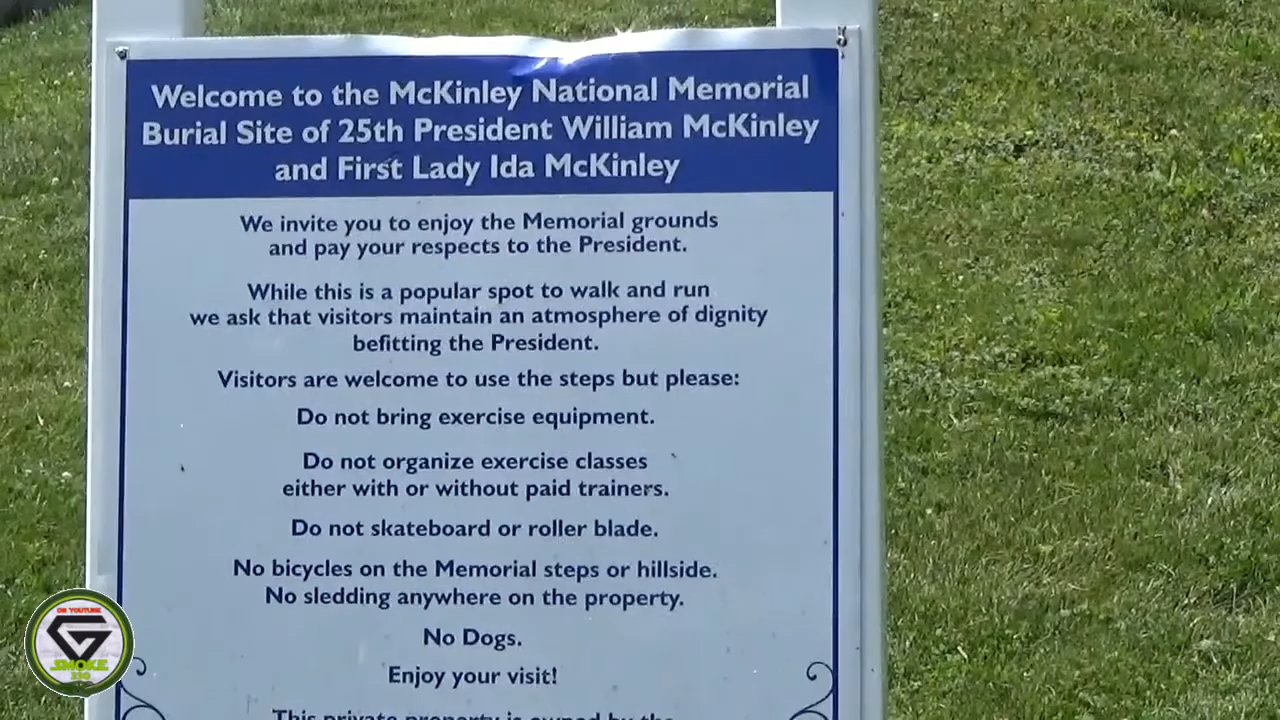 Welcome to the McKinley National Memorial
Burial Site of 25th President William McKinley
and First Lady Ida McKinley
We invite you to enjoy the Memorial grounds
and pay your respects to the President.
While this is a popular spot to walk and run
we ask that visitors maintain an atmosphere of dignity
befitting the President.
Visitors are welcome to use the steps but please:
Do not bring exercise equipment.
Do not organize exercise classes
either with or without paid trainers.
Do not skateboard or roller blade.
No bicycles on the Memorial steps or hillside.
No sledding anywhere on the property.
No Dogs.
Enjoy your visit!
This private property is owned by the
ON YOUTUBE
G
SMOKE
330